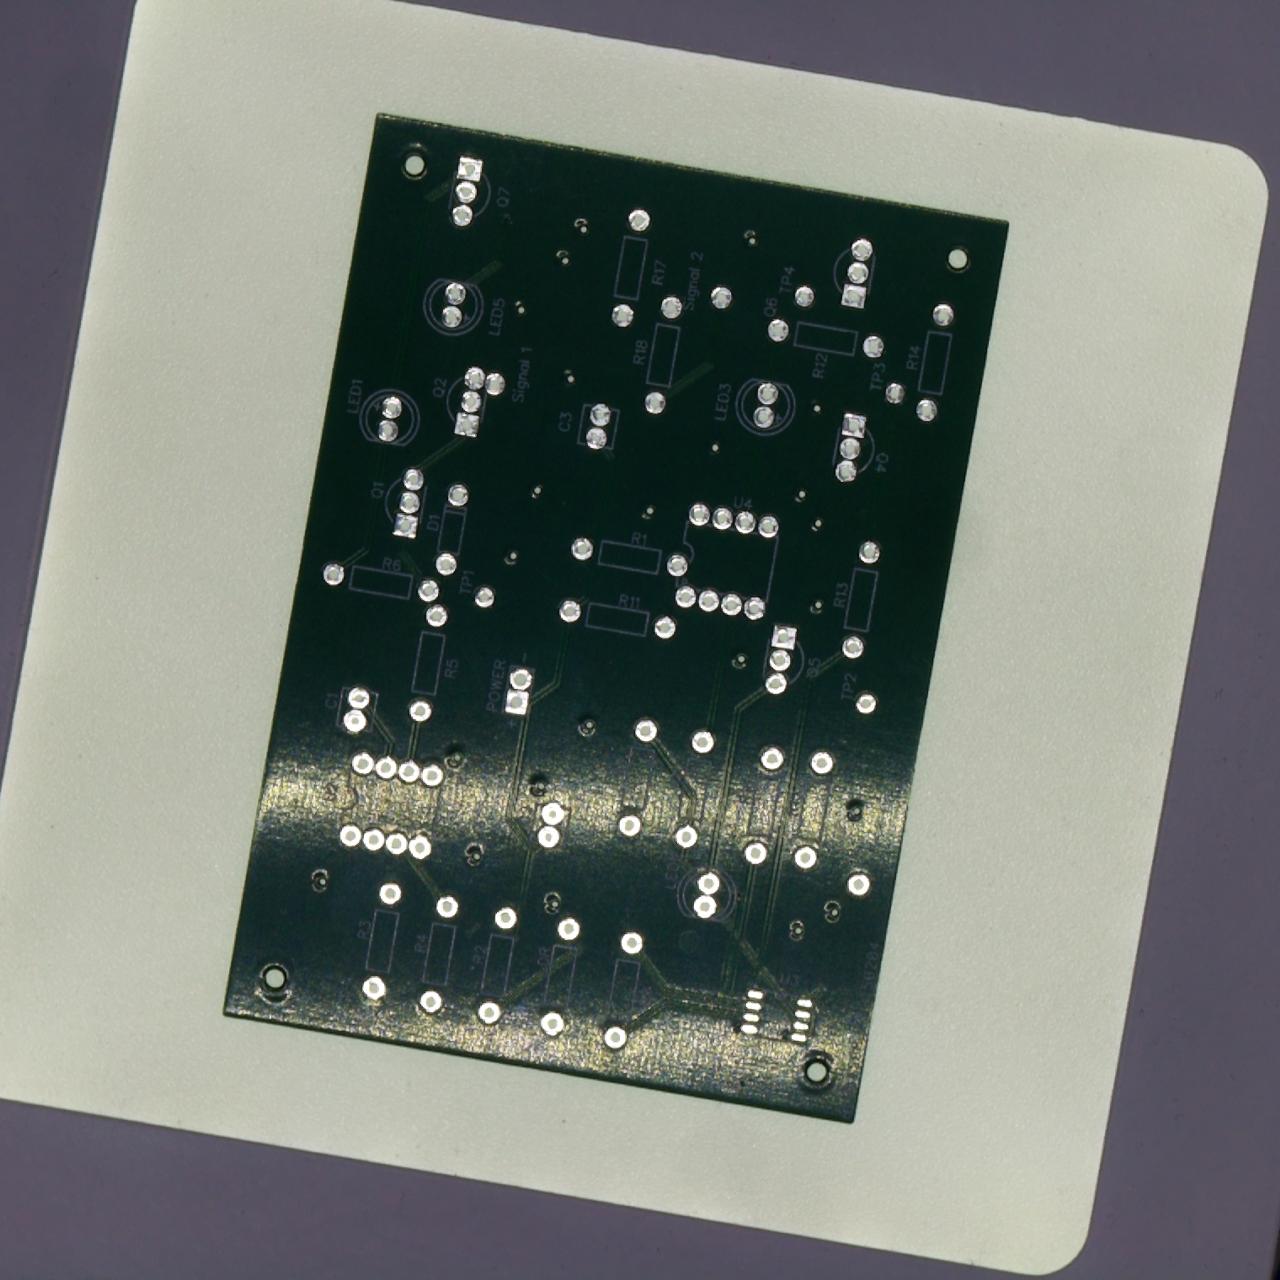 Q7
R17
Signal 2
TP4
Q6
LED5
R18
R12
TP3
R14
LED1
Q2
Signal 1
C3
LED3
Q4
Q1
D1
U4
R1
R6
TP1
R11
R13
R5
POWER
-
+
Q5
TP2
C1
R3
R4
R2